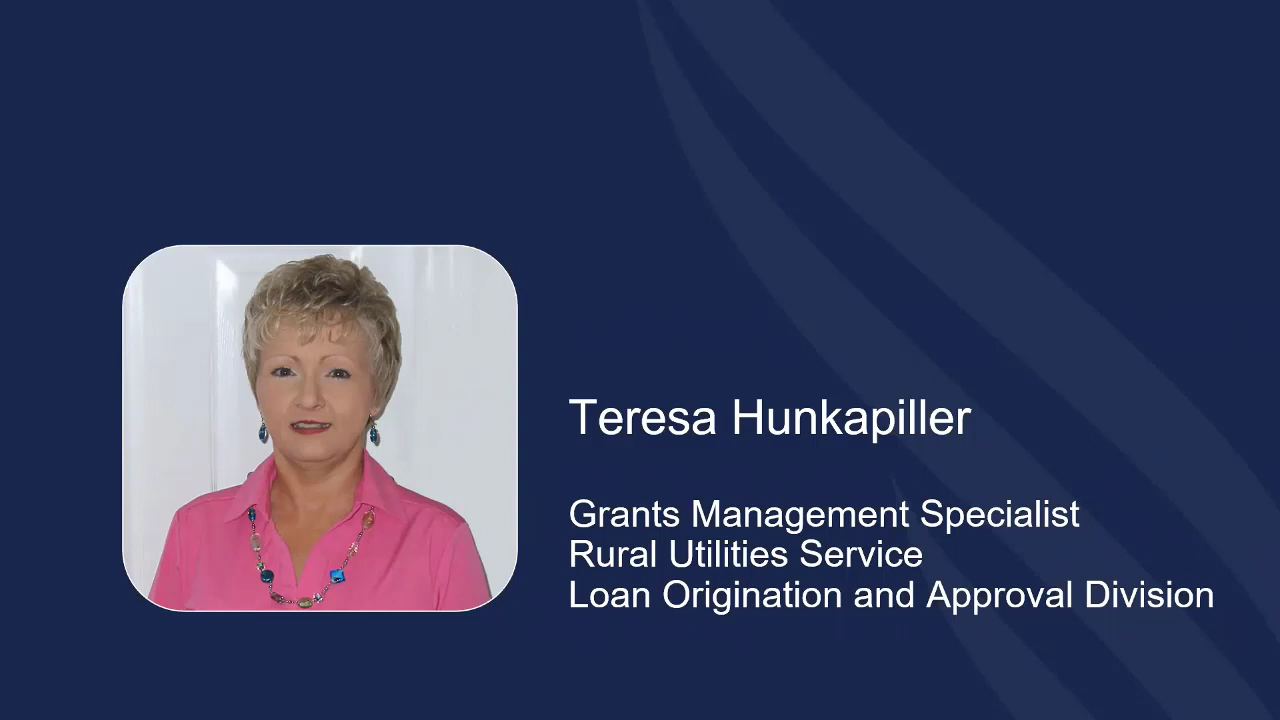 Teresa Hunkapiller
Grants Management Specialist
Rural Utilities Service
Loan Origination and Approval Division